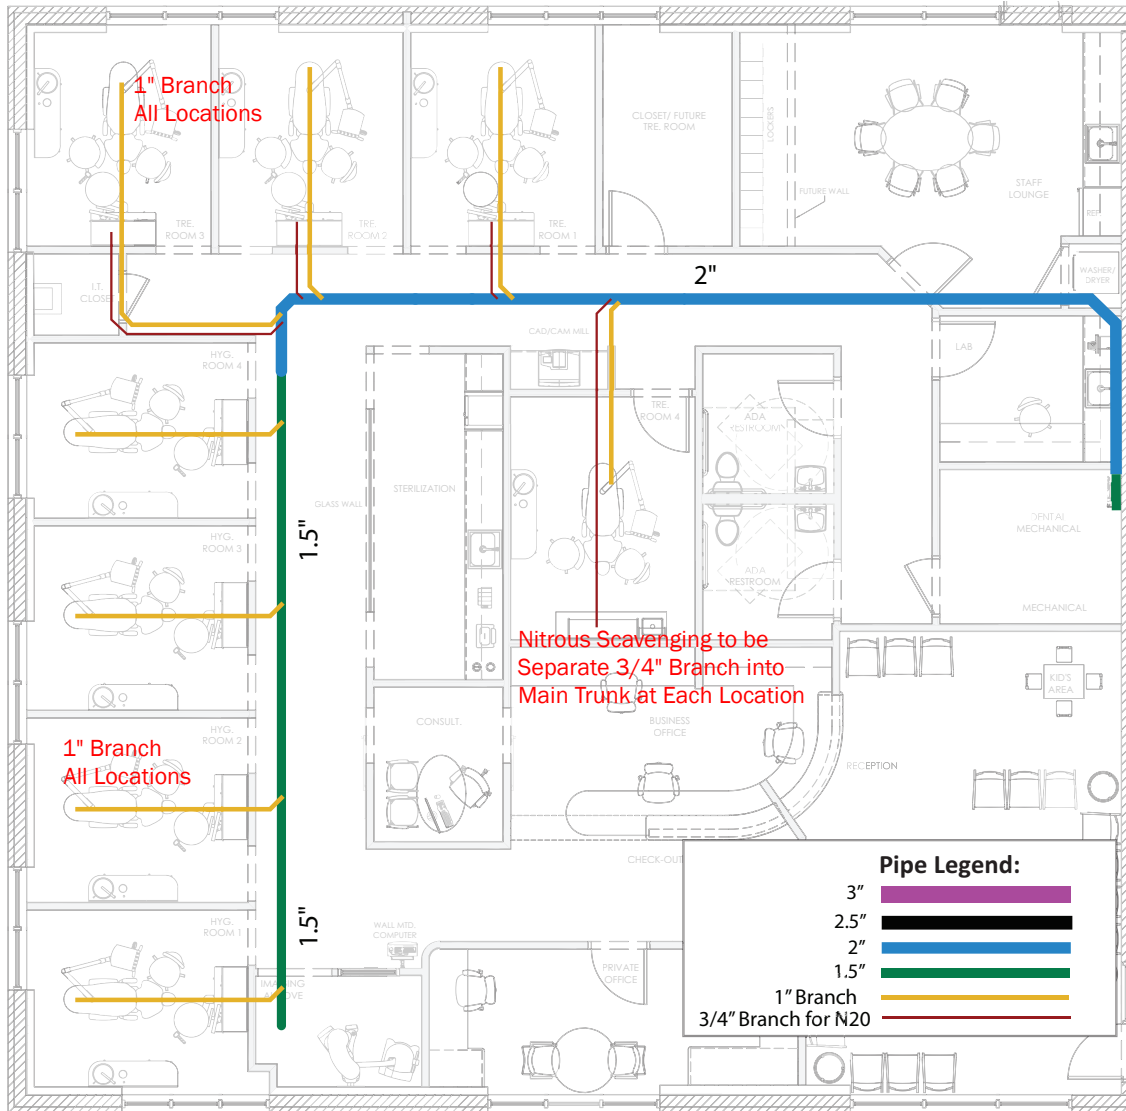 1" Branch
All Locations
TRE.
ROOM 3
TRE.
ROOM 2
TRE.
ROOM 1
CLOSET/ FUTURE
TRE. ROOM
LOCKERS
FUTURE WALL
STAFF
LOUNGE
REF
WASHER/
DRYER
I.T.
CLOSE
2"
CAD/CAM MILL
LAB
HYG.
ROOM 4
TRE.
ROOM 4
ADA
RESTROOM
GLASS WALL
STERILIZATION
1.5"
DENTAL
MECHANICAL
HYG.
ROOM 3
ADA
RESTROOM
MECHANICAL
Nitrous Scavenging to be
Separate 3/4" Branch into
Main Trunk at Each Location
KID'S
AREA
CONSULT.
BUSINESS
OFFICE
HYG.
ROOM 2
1" Branch
All Locations
RECEPTION
CHECK-OUT
Pipe Legend:
3”
2.5”
2”
1.5”
1” Branch
3/4” Branch for N20
HYG.
ROOM 1
1.5"
WALL MTD.
COMPUTER
PRIVATE
OFFICE